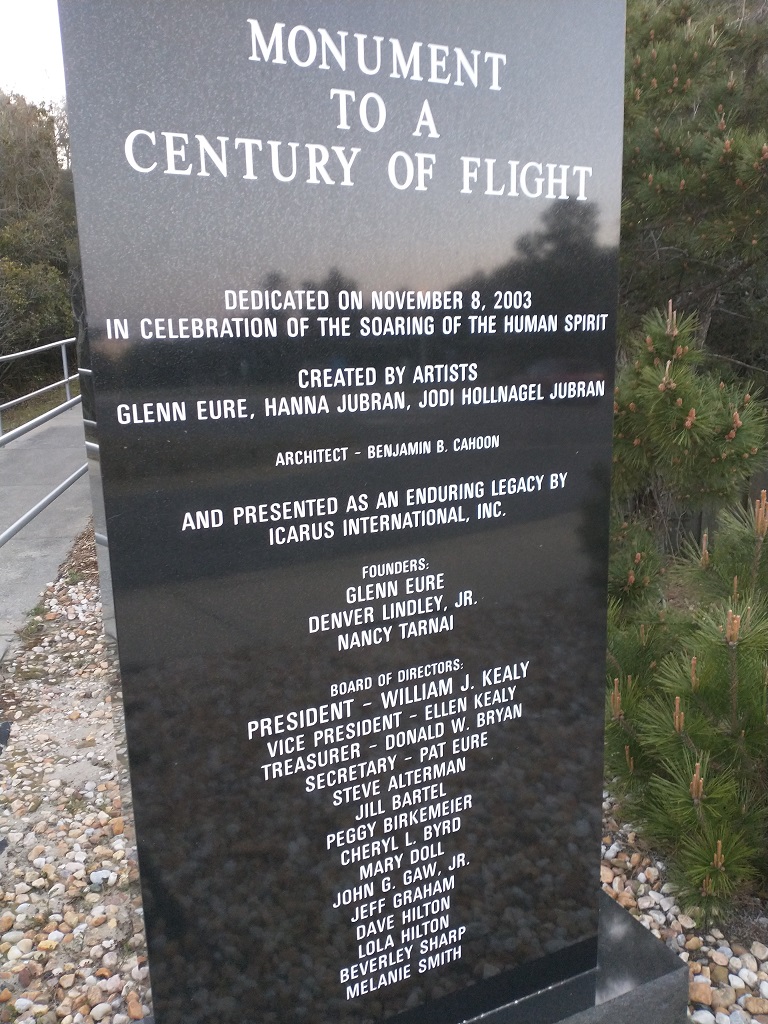 MONUMENT
TO A
CENTURY OF FLIGHT
DEDICATED ON NOVEMBER 8, 2003
IN CELEBRATION OF THE SOARING OF THE HUMAN SPIRIT
CREATED BY ARTISTS
GLENN EURE, HANNA JUBRAN, JODI HOLLNAGEL JUBRAN
ARCHITECT - BENJAMIN B. CAHOON
AND PRESENTED AS AN ENDURING LEGACY BY
ICARUS INTERNATIONAL, INC.
FOUNDERS:
GLENN EURE
DENVER LINDLEY, JR.
NANCY TARNAI
BOARD OF DIRECTORS:
PRESIDENT - WILLIAM J. KEALY
VICE PRESIDENT - ELLEN KEALY
TREASURER - DONALD W. BRYAN
SECRETARY - PAT EURE
STEVE ALTERMAN
JILL BARTEL
PEGGY BIRKEMEIER
CHERYL L. BYRD
MARY DOLL
JOHN G. GAW, JR.
JEFF GRAHAM
DAVE HILTON
LOLA HILTON
BEVERLEY SHARP
MELANIE SMITH